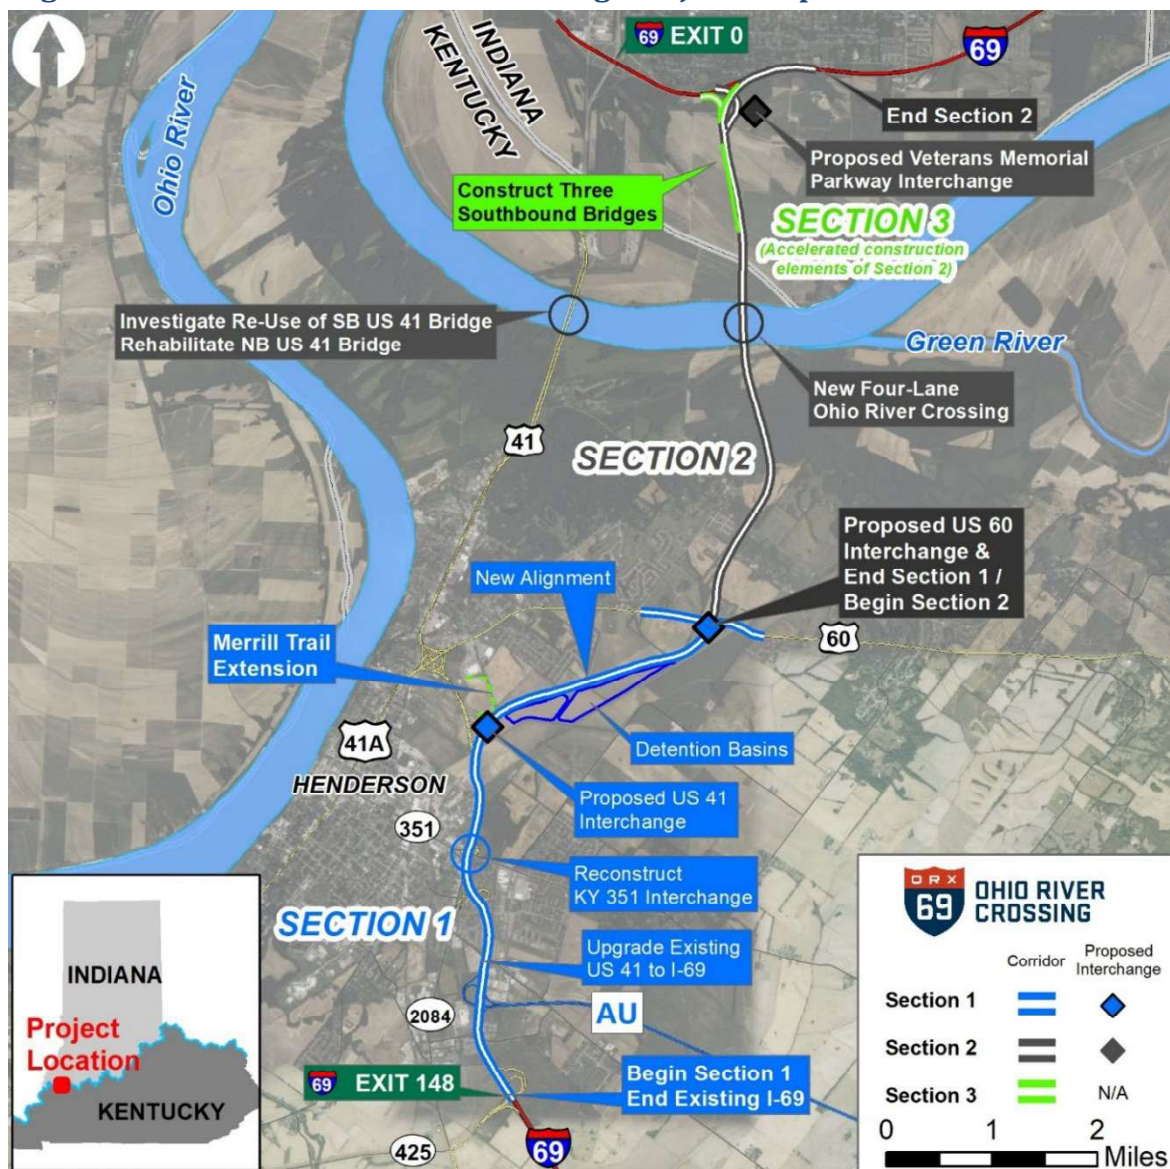 69 EXIT 0
69
INDIANA
KENTUCKY
Ohio River
End Section 2
Proposed Veterans Memorial
Parkway Interchange
Construct Three
Southbound Bridges
SECTION 3
(Accelerated construction
elements of Section 2)
Investigate Re-Use of SB US 41 Bridge
Rehabilitate NB US 41 Bridge
Green River
New Four-Lane
Ohio River Crossing
41
SECTION 2
Proposed US 60
Interchange &
End Section 1 /
Begin Section 2
New Alignment
60
Merrill Trail
Extension
41A
Detention Basins
HENDERSON
Proposed US 41
Interchange
351
Reconstruct
KY 351 Interchange
SECTION 1
Upgrade Existing
US 41 to I-69
2084
AU
69 EXIT 148
Begin Section 1
End Existing I-69
425
69
INDIANA
Project
Location
KENTUCKY
ORX
69
OHIO RIVER
CROSSING
Corridor
Proposed
Interchange
Section 1
Section 2
Section 3
N/A
0 1 2
Miles